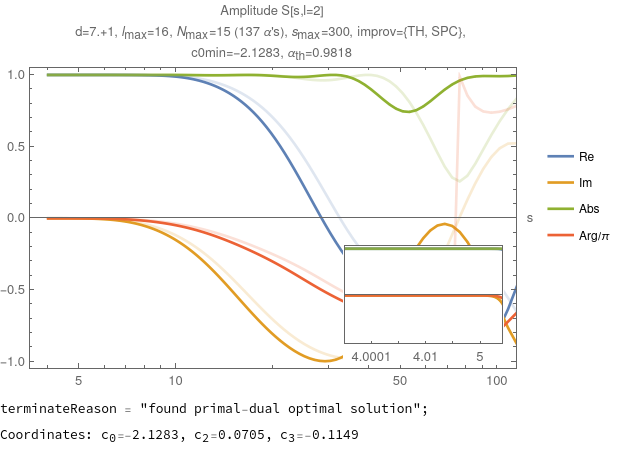 Amplitude S[s,l=2]
d=7.+1, lmax=16, Nmax=15 (137 α's), smax=300, improv={TH, SPC},
c0min=-2.1283, αth=0.9818
1.0
0.5
0.0
-0.5
-1.0
s
Re
Im
Abs
Arg/π
4.0001 4.01 5
5 10 50 100
terminateReason = "found primal-dual optimal solution";
Coordinates: c0=-2.1283, c2=0.0705, c3=-0.1149